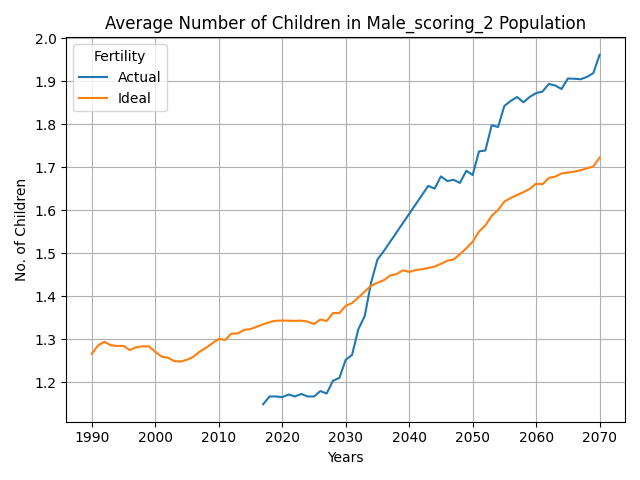 Average Number of Children in Male_scoring_2 Population
Fertility
Actual
Ideal
No. of Children
2.0
1.9
1.8
1.7
1.6
1.5
1.4
1.3
1.2
1990 2000 2010 2020 2030 2040 2050 2060 2070
Years